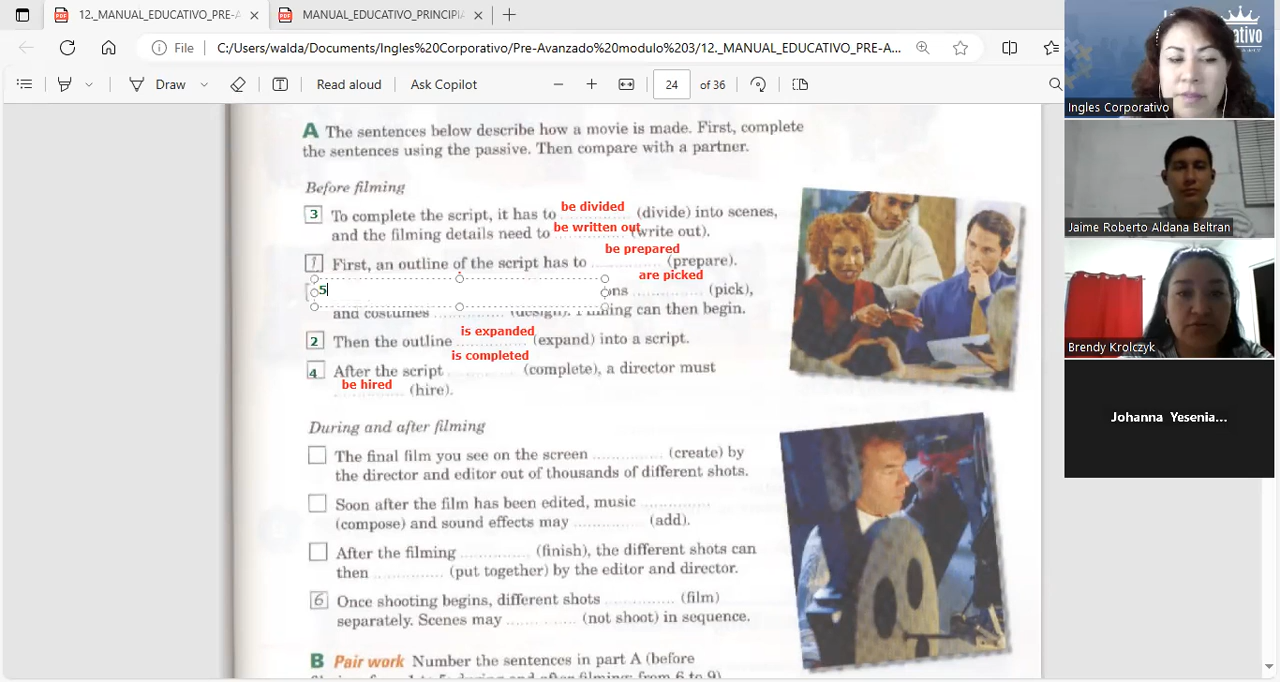 12._MANUAL_EDUCATIVO_PRE-A
MANUAL_EDUCATIVO_PRINCIPIA
File
C:/Users/walda/Documents/Ingles%20Corporativo/Pre-Avanzado%20modulo%203/12._MANUAL_EDUCATIVO_PRE-A...
Draw
Read aloud
Ask Copilot
24 of 36
A The sentences below describe how a movie is made. First, complete
the sentences using the passive. Then compare with a partner.
Before filming
be divided
3 To complete the script, it has to ............ (divide) into scenes,
be written out
and the filming details need to ............ (write out).
be prepared
1 First, an outline of the script has to ............ (prepare).
are picked
5 ons ............ (pick),
and costumes ............ (design). Filming can then begin.
is expanded
2 Then the outline ............ (expand) into a script.
is completed
4 After the script ............ (complete), a director must
be hired
............ (hire).
During and after filming
The final film you see on the screen ............ (create) by
the director and editor out of thousands of different shots.
Soon after the film has been edited, music ............
(compose) and sound effects may ............ (add).
After the filming ............ (finish), the different shots can
then ............ (put together) by the editor and director.
6 Once shooting begins, different shots ............ (film)
separately. Scenes may ............ (not shoot) in sequence.
B Pair work Number the sentences in part A (before
Ingles Corporativo
Jaime Roberto Aldana Beltran
Brendy Krolczyk
Johanna Yesenia...